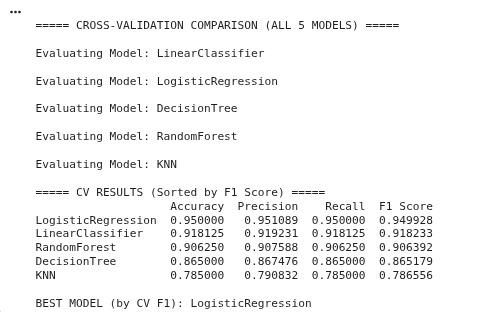 •••
===== CROSS-VALIDATION COMPARISON (ALL 5 MODELS) =====
Evaluating Model: LinearClassifier
Evaluating Model: LogisticRegression
Evaluating Model: DecisionTree
Evaluating Model: RandomForest
Evaluating Model: KNN
===== CV RESULTS (Sorted by F1 Score) =====
Accuracy Precision Recall F1 Score
LogisticRegression 0.950000 0.951089 0.950000 0.949928
LinearClassifier 0.918125 0.919231 0.918125 0.918233
RandomForest 0.906250 0.907588 0.906250 0.906392
DecisionTree 0.865000 0.867476 0.865000 0.865179
KNN 0.785000 0.790832 0.785000 0.786556
BEST MODEL (by CV F1): LogisticRegression